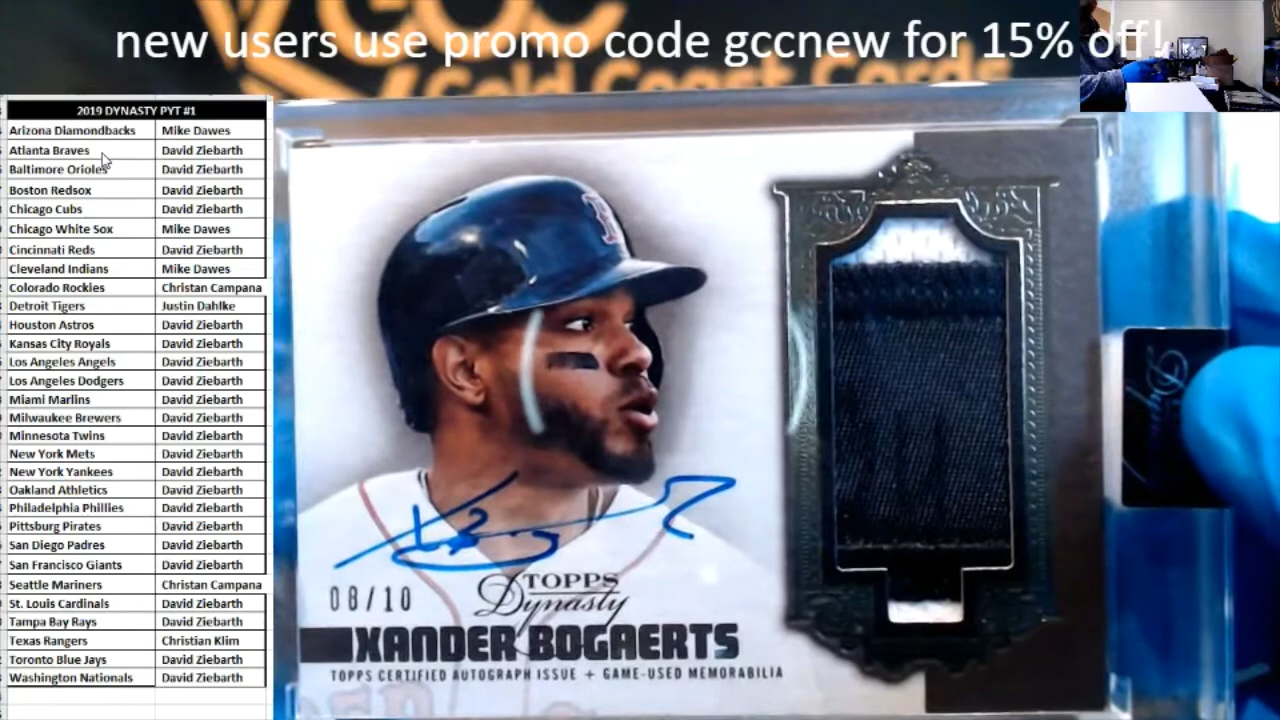 new users use promo code gccnew for 15% off!
Gold Coast Cards
2019 DYNASTY PYT #1
Arizona Diamondbacks Mike Dawes
Atlanta Braves David Ziebarth
Baltimore Orioles David Ziebarth
Boston Redsox David Ziebarth
Chicago Cubs David Ziebarth
Chicago White Sox Mike Dawes
Cincinnati Reds David Ziebarth
Cleveland Indians Mike Dawes
Colorado Rockies Christan Campana
Detroit Tigers Justin Dahlke
Houston Astros David Ziebarth
Kansas City Royals David Ziebarth
Los Angeles Angels David Ziebarth
Los Angeles Dodgers David Ziebarth
Miami Marlins David Ziebarth
Milwaukee Brewers David Ziebarth
Minnesota Twins David Ziebarth
New York Mets David Ziebarth
New York Yankees David Ziebarth
Oakland Athletics David Ziebarth
Philadelphia Phillies David Ziebarth
Pittsburg Pirates David Ziebarth
San Diego Padres David Ziebarth
San Francisco Giants David Ziebarth
Seattle Mariners Christan Campana
St. Louis Cardinals David Ziebarth
Tampa Bay Rays David Ziebarth
Texas Rangers Christian Klim
Toronto Blue Jays David Ziebarth
Washington Nationals David Ziebarth
08/10
TOPPS
Dynasty
XANDER BOGAERTS
TOPPS CERTIFIED AUTOGRAPH ISSUE + GAME-USED MEMORABILIA